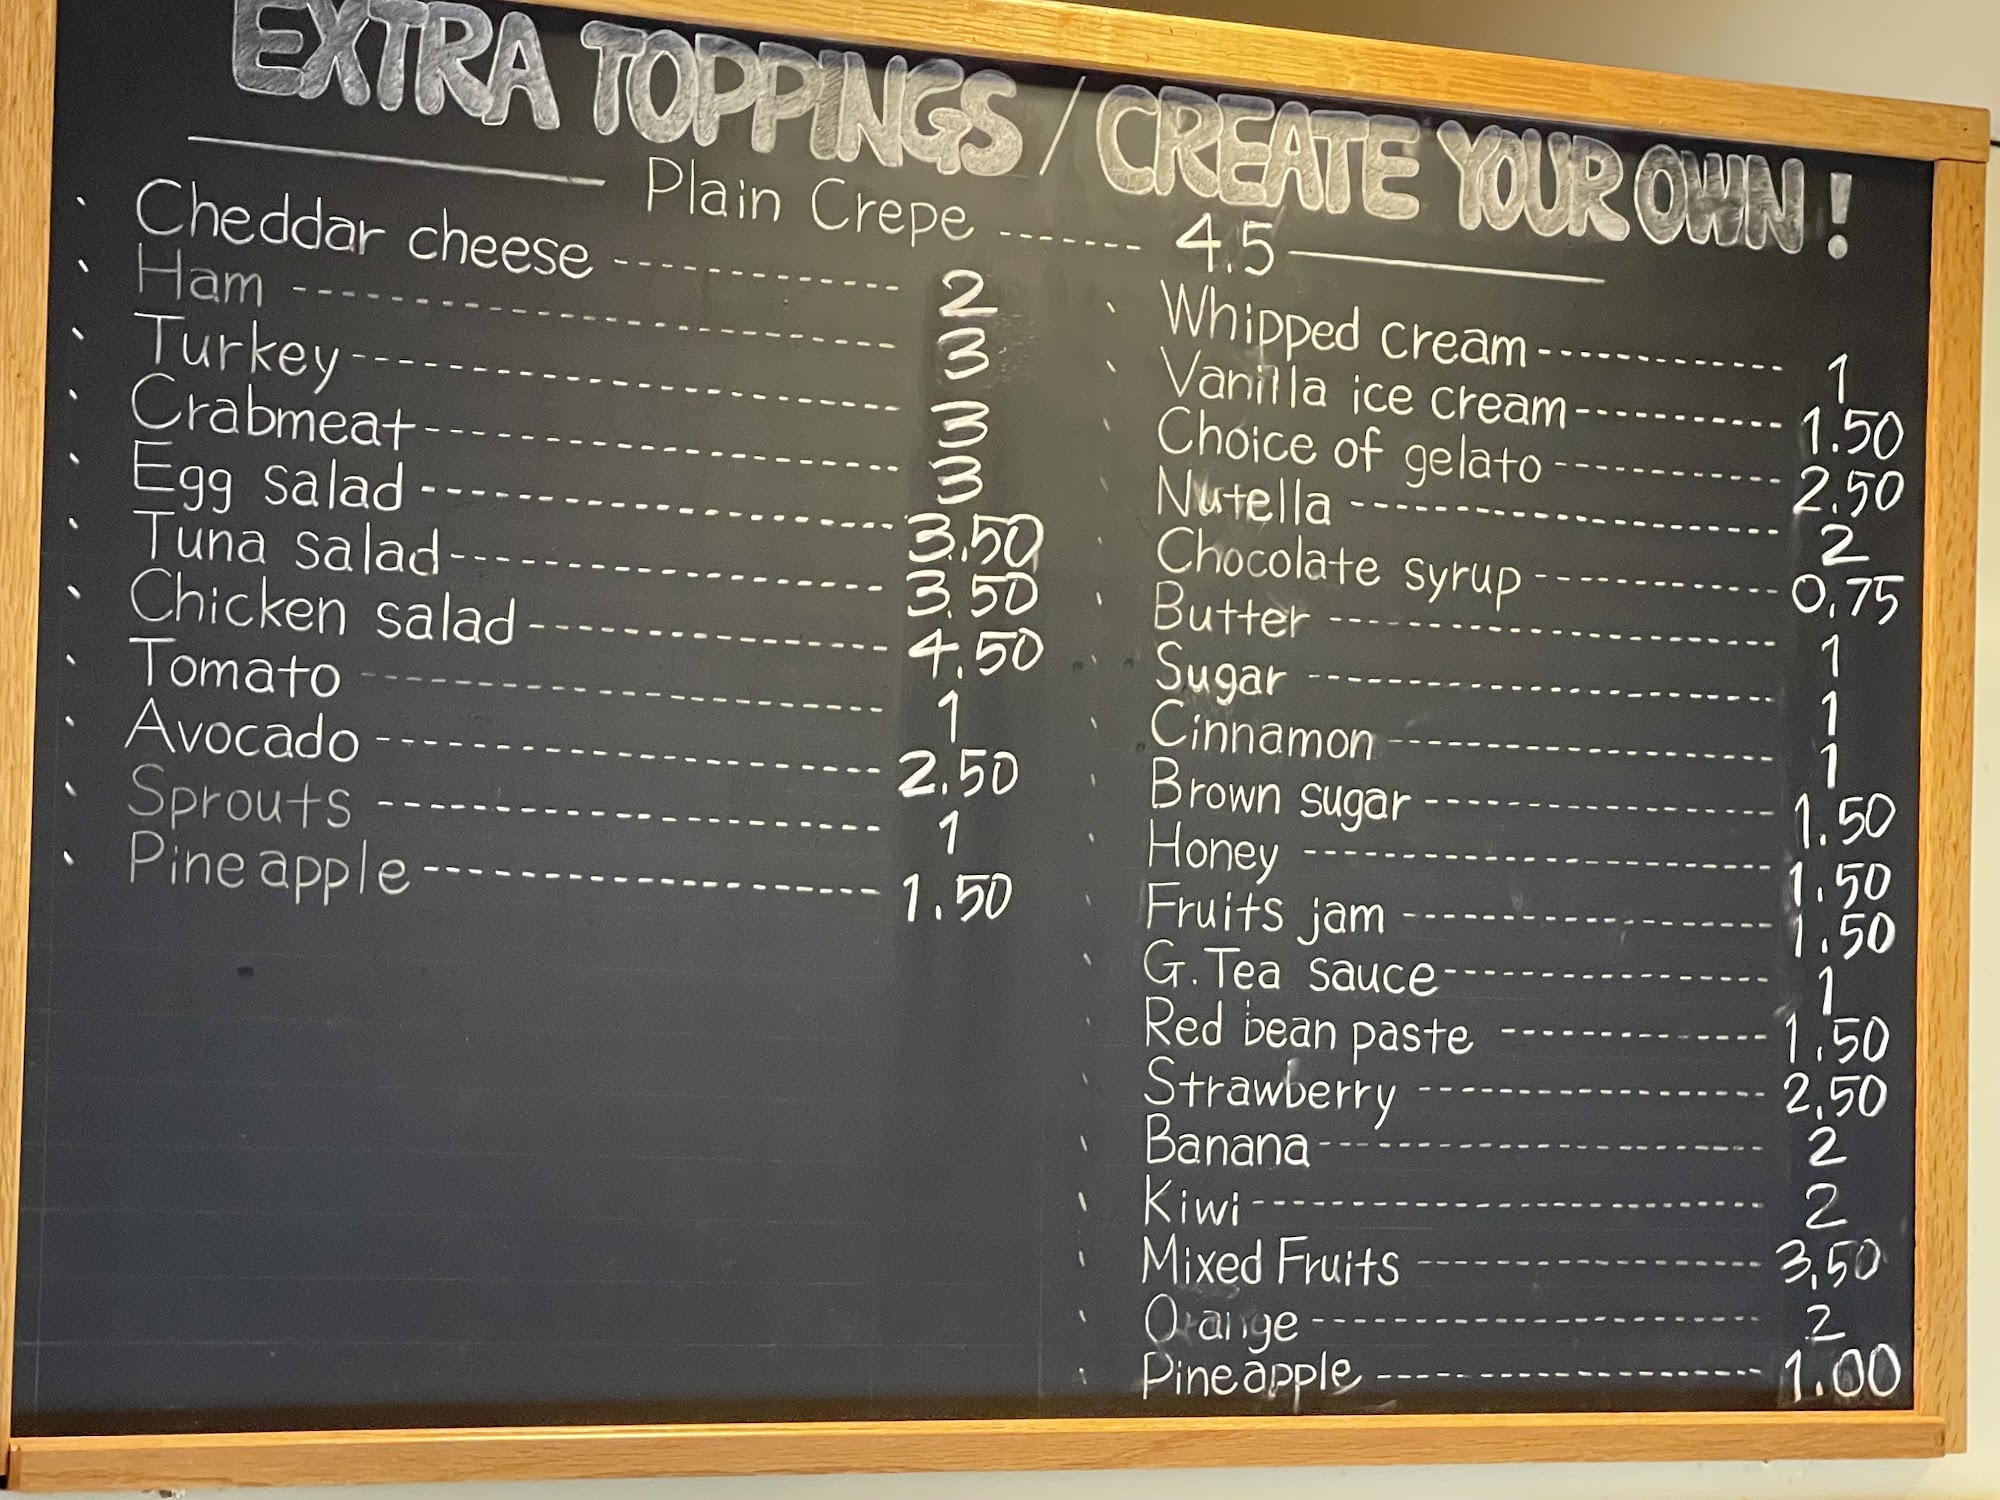 EXTRA TOPPINGS / CREATE YOUR OWN!
Plain Crepe ------- 4.5
Cheddar cheese ------------ 2
Ham ------------------------- 3
Turkey ----------------------- 3
Crabmeat -------------------- 3
Egg salad -------------------- 3.50
Tuna salad ------------------ 3.50
Chicken salad --------------- 4.50
Tomato ---------------------- 1
Avocado --------------------- 2.50
Sprouts ---------------------- 1
Pineapple -------------------- 1.50
Whipped cream ------------ 1
Vanilla ice cream ---------- 1.50
Choice of gelato ----------- 2.50
Nutella --------------------- 2
Chocolate syrup ------------ 0.75
Butter ---------------------- 1
Sugar ----------------------- 1
Cinnamon ------------------ 1
Brown sugar ---------------- 1.50
Honey ---------------------- 1.50
Fruits jam ------------------ 1.50
G. Tea sauce --------------- 1
Red bean paste ------------- 1.50
Strawberry ----------------- 2.50
Banana --------------------- 2
Kiwi ------------------------ 2
Mixed Fruits ---------------- 3.50
Orange --------------------- 2
Pineapple ------------------- 1.00